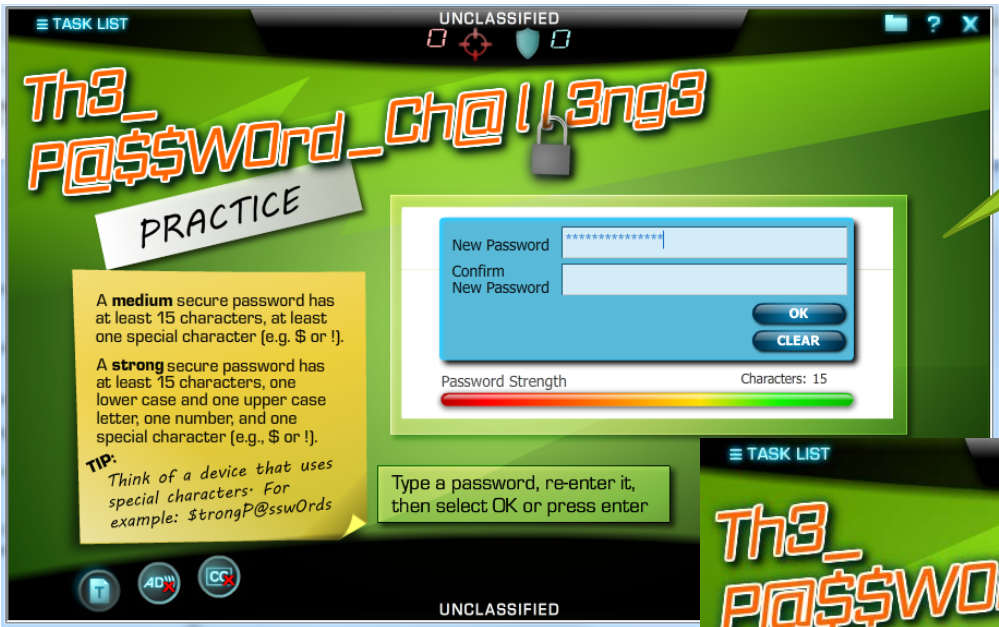 ≡ TASK LIST
UNCLASSIFIED
0 0
? X
Th3_
P@$$W0rd_Ch@ll3ng3
PRACTICE
A medium secure password has
at least 15 characters, at least
one special character (e.g. $ or !).
A strong secure password has
at least 15 characters, one
lower case and one upper case
letter, one number, and one
special character (e.g., $ or !).
TIP:
Think of a device that uses
special characters. For
example: $trongP@ssw0rds
New Password ***************
Confirm
New Password
OK
CLEAR
Password Strength Characters: 15
Type a password, re-enter it,
then select OK or press enter
T AD CC
UNCLASSIFIED
≡ TASK LIST
Th3_
P@$$W0